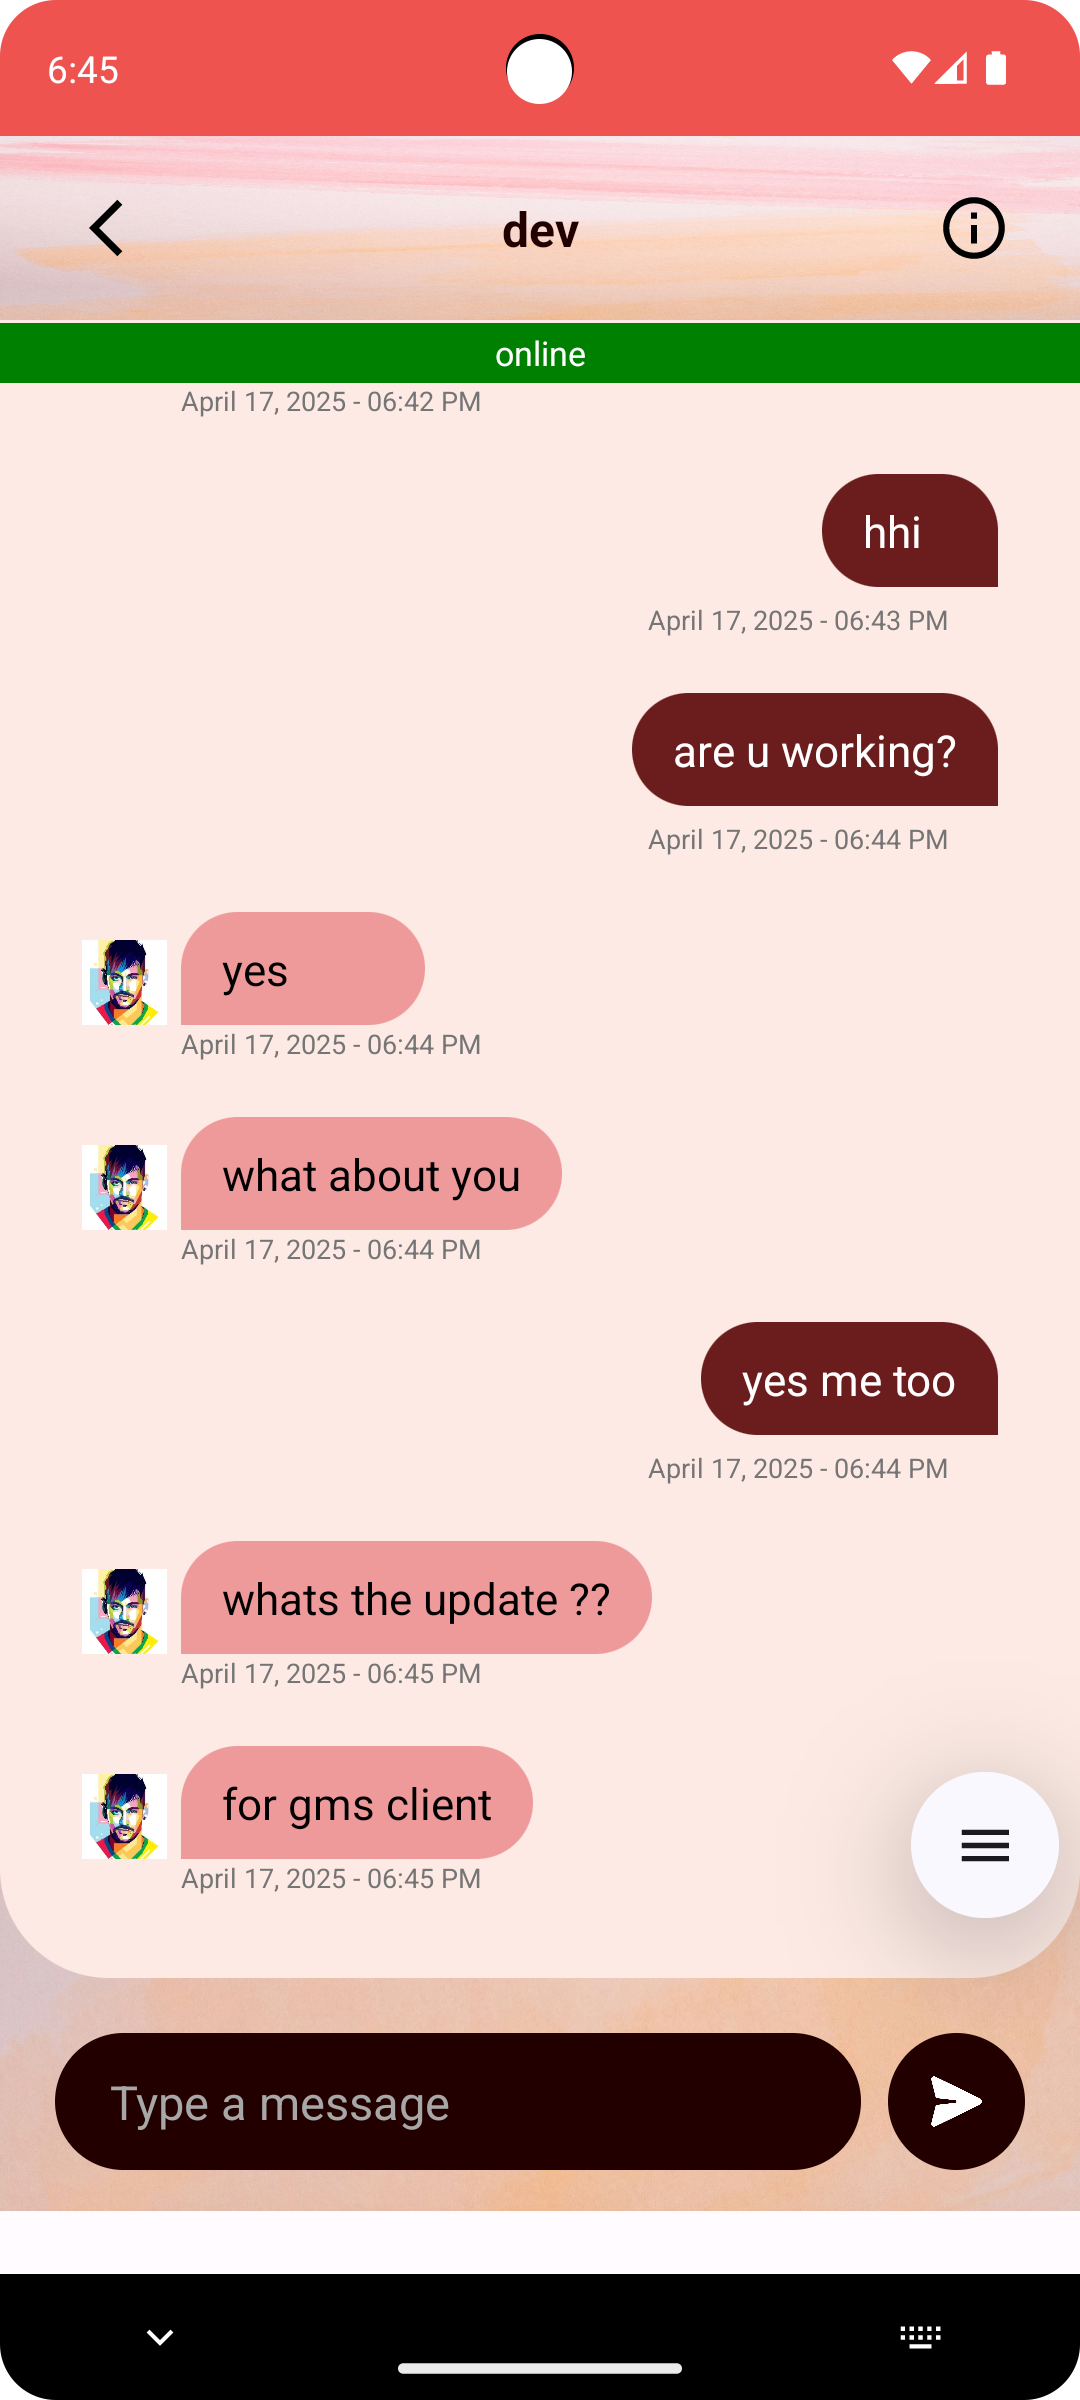 6:45
dev
online
April 17, 2025 - 06:42 PM
hhi
April 17, 2025 - 06:43 PM
are u working?
April 17, 2025 - 06:44 PM
yes
April 17, 2025 - 06:44 PM
what about you
April 17, 2025 - 06:44 PM
yes me too
April 17, 2025 - 06:44 PM
whats the update ??
April 17, 2025 - 06:45 PM
for gms client
April 17, 2025 - 06:45 PM
Type a message